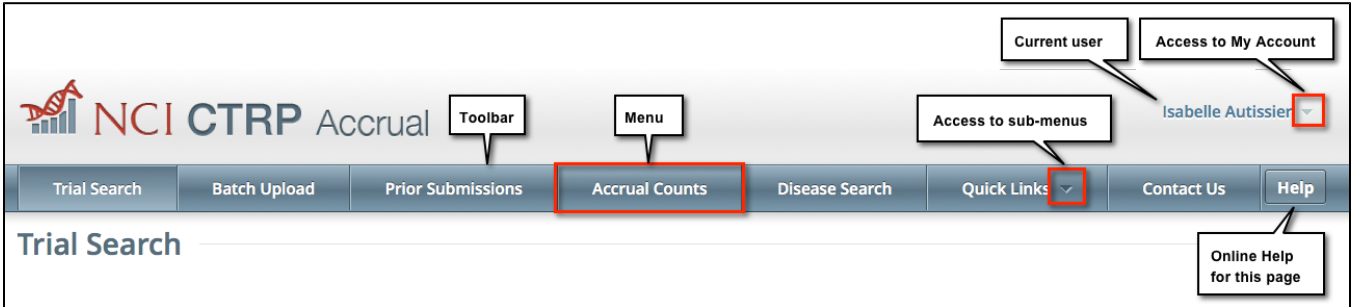 Current user
Access to My Account
NCI CTRP Accrual
Toolbar
Menu
Access to sub-menus
Isabelle Autissier
Trial Search
Batch Upload
Prior Submissions
Accrual Counts
Disease Search
Quick Links
Contact Us
Help
Trial Search
Online Help
for this page